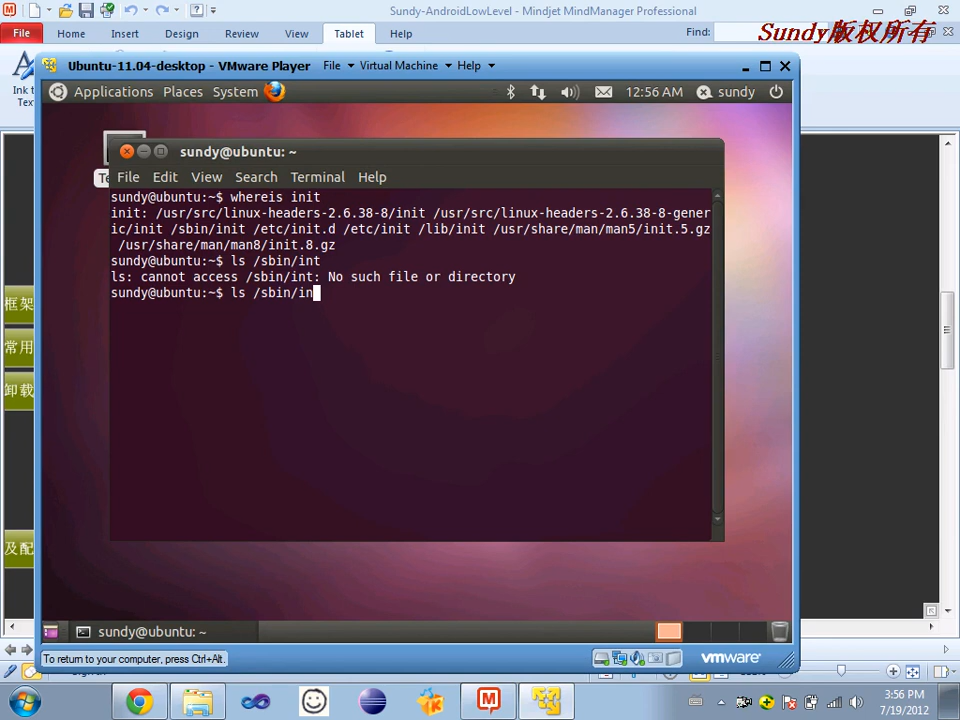 Sundy-AndroidLowLevel - Mindjet MindManager Professional
File Home Insert Design Review View Tablet Help Find:
Sundy版权所有
Ink t
Text
Ubuntu-11.04-desktop - VMware Player File Virtual Machine Help
Applications Places System 12:56 AM sundy
sundy@ubuntu: ~
File Edit View Search Terminal Help
sundy@ubuntu:~$ whereis init
init: /usr/src/linux-headers-2.6.38-8/init /usr/src/linux-headers-2.6.38-8-gener
ic/init /sbin/init /etc/init.d /etc/init /lib/init /usr/share/man/man5/init.5.gz
/usr/share/man/man8/init.8.gz
sundy@ubuntu:~$ ls /sbin/int
ls: cannot access /sbin/int: No such file or directory
sundy@ubuntu:~$ ls /sbin/in
框架
常用
卸载
及配
sundy@ubuntu: ~
To return to your computer, press Ctrl+Alt.
vmware
3:56 PM
7/19/2012